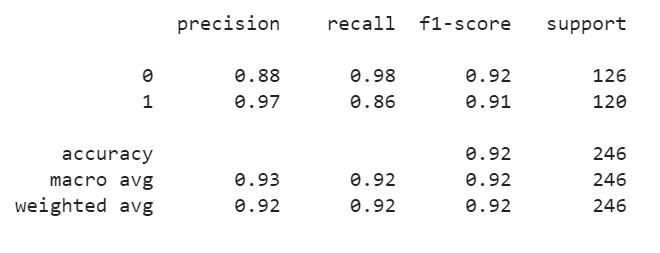 precision recall f1-score support
0 0.88 0.98 0.92 126
1 0.97 0.86 0.91 120
accuracy 0.92 246
macro avg 0.93 0.92 0.92 246
weighted avg 0.92 0.92 0.92 246